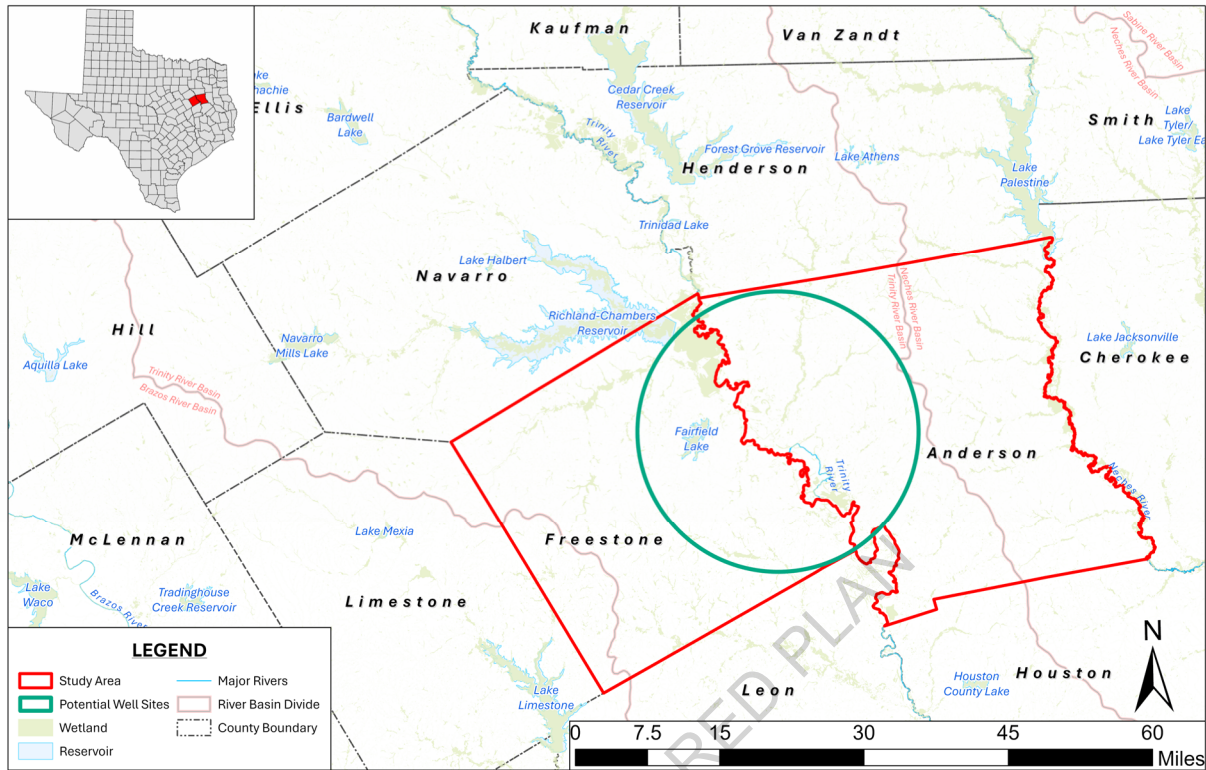 Kaufman
Van Zandt
Sabine River Basin
Neches River Basin
Cedar Creek
Reservoir
Ellis
Bardwell
Lake
Trinity
River
Forest Grove Reservoir
Lake Athens
Smith
Lake
Tyler/
Henderson
Lake
Palestine
Trinidad Lake
Lake Halbert
Navarro
Neches River Basin
Trinity River Basin
Richland-Chambers
Reservoir
Hill
Navarro
Mills Lake
Lake Jacksonville
Cherokee
Aquilla Lake
Trinity River Basin
Brazos River Basin
Fairfield
Lake
Anderson
Trinity
River
Neches River
McLennan
Lake Mexia
Freestone
Lake
Waco
Brazos River
Tradinghouse
Creek Reservoir
Limestone
LEGEND
Study Area
Major Rivers
Potential Well Sites
River Basin Divide
Wetland
County Boundary
Reservoir
Lake
Limestone
Leon
Houston
County Lake
Houston
N
RED PLAN
0 7.5 15 30 45 60
Miles